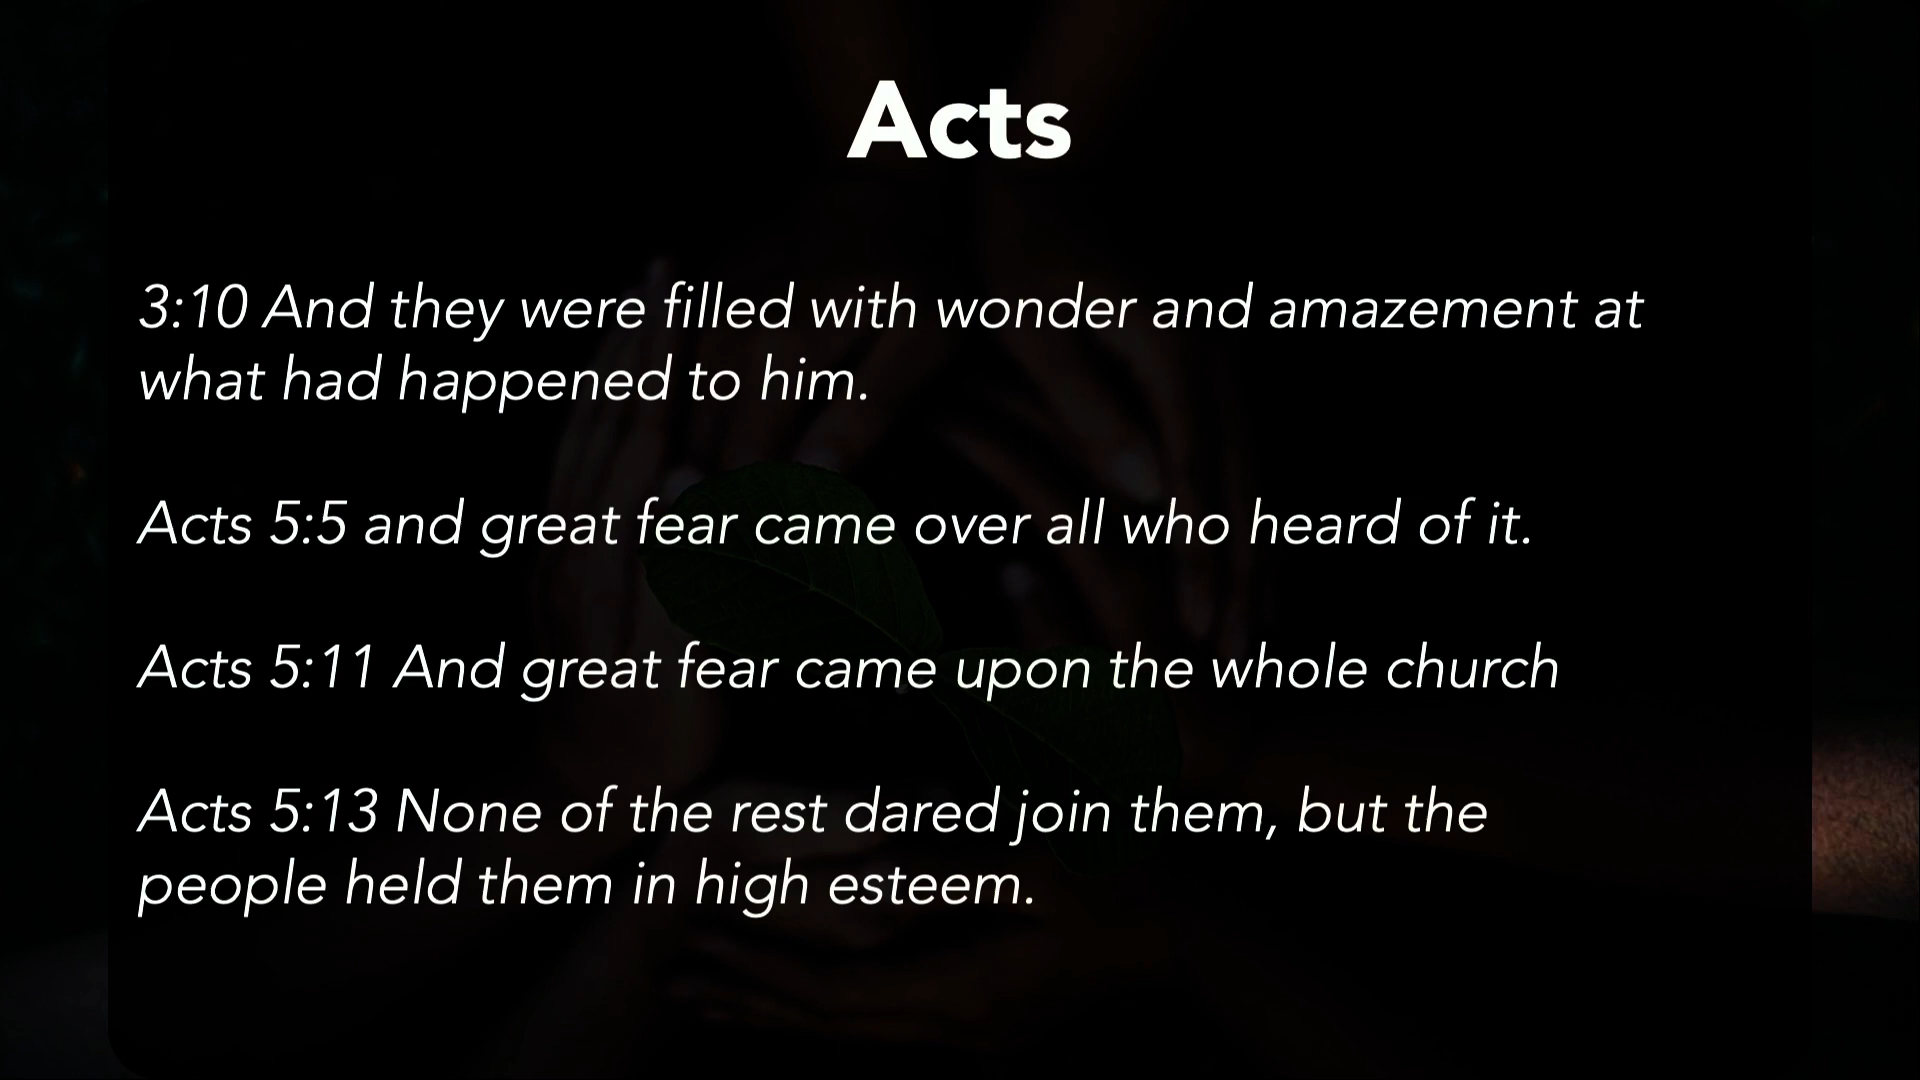 Acts
3:10 And they were filled with wonder and amazement at
what had happened to him.
Acts 5:5 and great fear came over all who heard of it.
Acts 5:11 And great fear came upon the whole church
Acts 5:13 None of the rest dared join them, but the
people held them in high esteem.